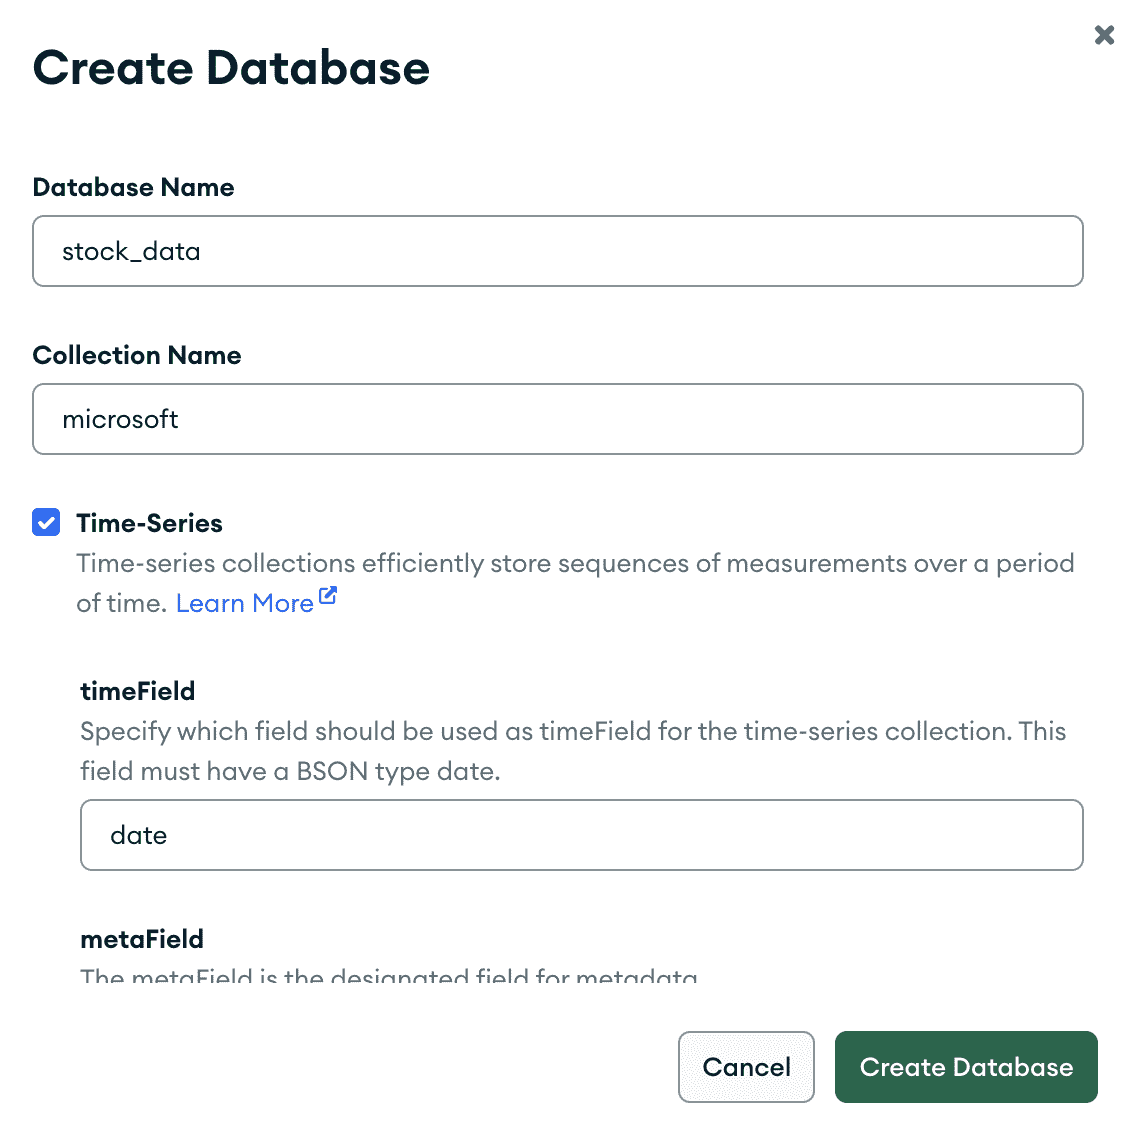 Create Database
Database Name
stock_data
Collection Name
microsoft
Time-Series
Time-series collections efficiently store sequences of measurements over a period
of time. Learn More
timeField
Specify which field should be used as timeField for the time-series collection. This
field must have a BSON type date.
date
metaField
The metaField is the designated field for metadata
Cancel
Create Database